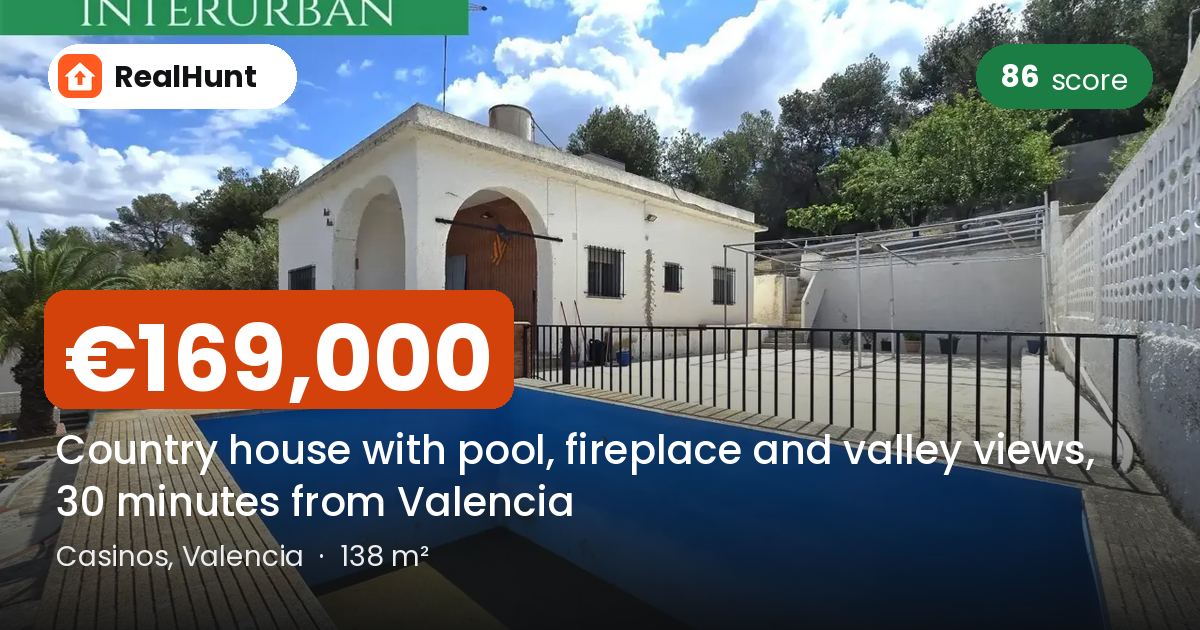 INTERURBAN
RealHunt
86 score
€169,000
Country house with pool, fireplace and valley views,
30 minutes from Valencia
Casinos, Valencia · 138 m²